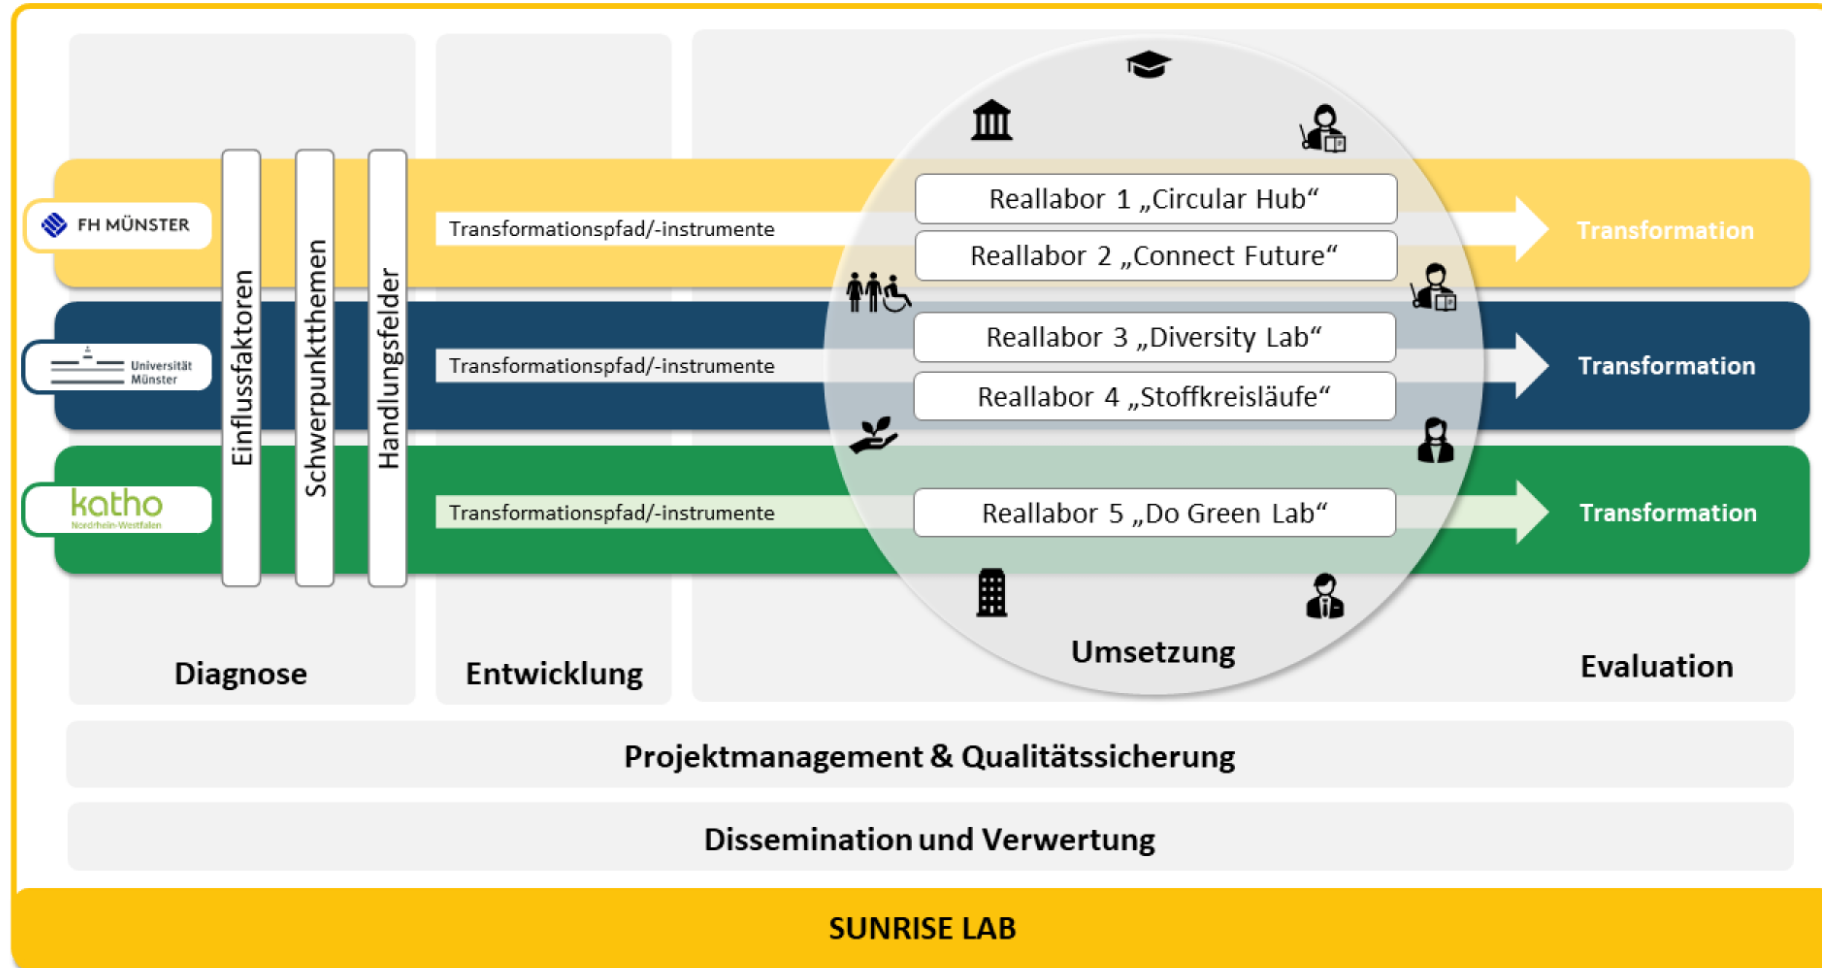 FH MÜNSTER
Universität
Münster
katho
Nordrhein-Westfalen
Einflussfaktoren
Schwerpunktthemen
Handlungsfelder
Transformationspfad/-instrumente
Transformationspfad/-instrumente
Transformationspfad/-instrumente
Reallabor 1 „Circular Hub“
Reallabor 2 „Connect Future“
Reallabor 3 „Diversity Lab“
Reallabor 4 „Stoffkreisläufe“
Reallabor 5 „Do Green Lab“
Transformation
Transformation
Transformation
Diagnose
Entwicklung
Umsetzung
Evaluation
Projektmanagement & Qualitätssicherung
Dissemination und Verwertung
SUNRISE LAB